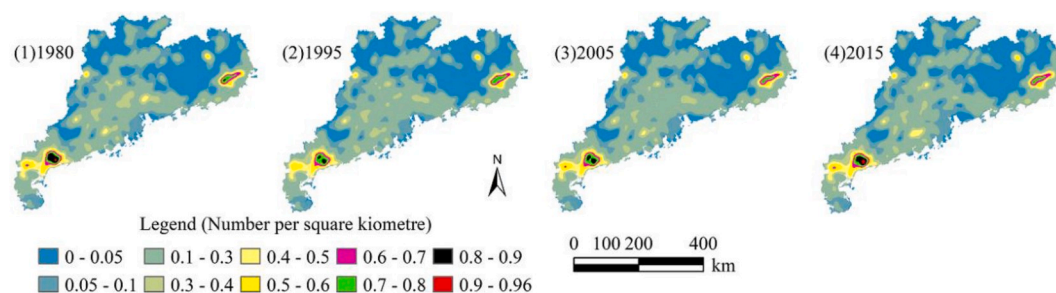 (1)1980
(2)1995
(3)2005
(4)2015
N
Legend (Number per square kiometre)
0 - 0.05 0.1 - 0.3 0.4 - 0.5 0.6 - 0.7 0.8 - 0.9
0.05 - 0.1 0.3 - 0.4 0.5 - 0.6 0.7 - 0.8 0.9 - 0.96
0 100 200 400
km